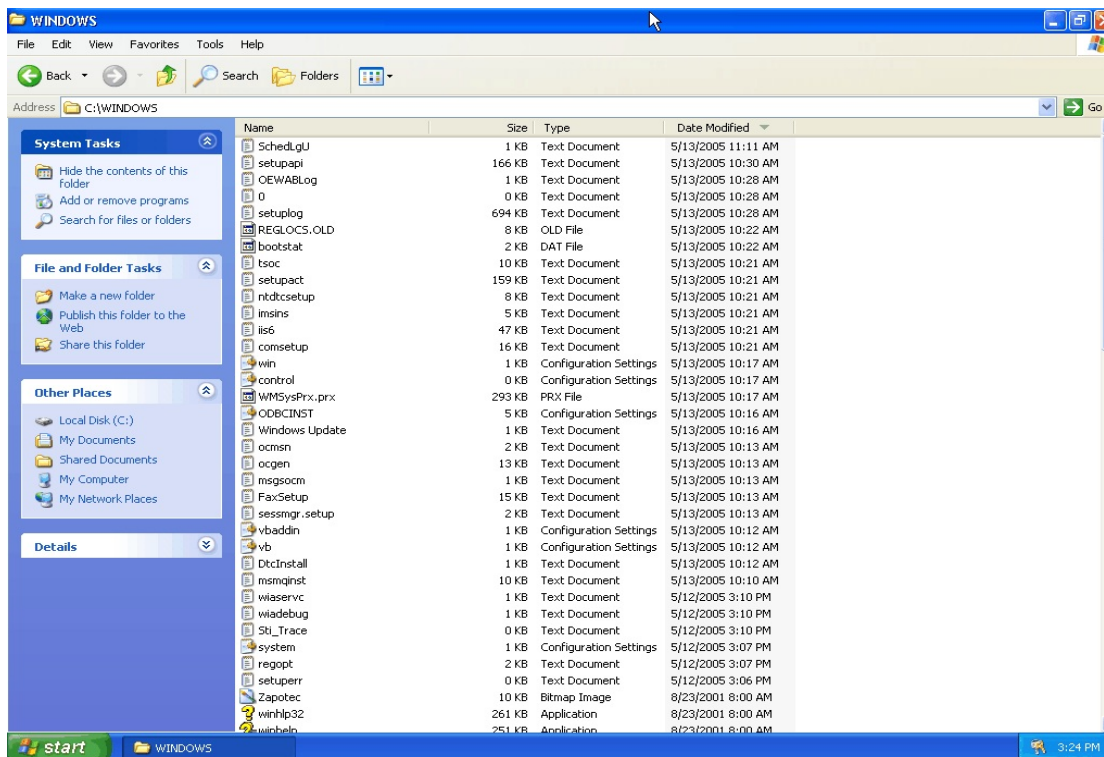 WINDOWS
File Edit View Favorites Tools Help
Back Search Folders
Address C:\WINDOWS Go
System Tasks
Hide the contents of this
folder
Add or remove programs
Search for files or folders
File and Folder Tasks
Make a new folder
Publish this folder to the
Web
Share this folder
Other Places
Local Disk (C:)
My Documents
Shared Documents
My Computer
My Network Places
Details
Name Size Type Date Modified
SchedLgU 1 KB Text Document 5/13/2005 11:11 AM
setupapi 166 KB Text Document 5/13/2005 10:30 AM
OEWABLog 1 KB Text Document 5/13/2005 10:28 AM
0 0 KB Text Document 5/13/2005 10:28 AM
setuplog 694 KB Text Document 5/13/2005 10:28 AM
REGLOCS.OLD 8 KB OLD File 5/13/2005 10:22 AM
bootstat 2 KB DAT File 5/13/2005 10:22 AM
tsoc 10 KB Text Document 5/13/2005 10:21 AM
setupact 159 KB Text Document 5/13/2005 10:21 AM
ntdtcsetup 8 KB Text Document 5/13/2005 10:21 AM
imsins 5 KB Text Document 5/13/2005 10:21 AM
iis6 47 KB Text Document 5/13/2005 10:21 AM
comsetup 16 KB Text Document 5/13/2005 10:21 AM
win 1 KB Configuration Settings 5/13/2005 10:17 AM
control 0 KB Configuration Settings 5/13/2005 10:17 AM
WMSysPrx.prx 293 KB PRX File 5/13/2005 10:17 AM
ODBCINST 5 KB Configuration Settings 5/13/2005 10:16 AM
Windows Update 1 KB Text Document 5/13/2005 10:16 AM
ocmsn 2 KB Text Document 5/13/2005 10:13 AM
ocgen 13 KB Text Document 5/13/2005 10:13 AM
msgsocm 1 KB Text Document 5/13/2005 10:13 AM
FaxSetup 15 KB Text Document 5/13/2005 10:13 AM
sessmgr.setup 2 KB Text Document 5/13/2005 10:13 AM
vbaddin 1 KB Configuration Settings 5/13/2005 10:12 AM
vb 1 KB Configuration Settings 5/13/2005 10:12 AM
DtcInstall 1 KB Text Document 5/13/2005 10:12 AM
msmqinst 10 KB Text Document 5/13/2005 10:10 AM
wiaservc 1 KB Text Document 5/12/2005 3:10 PM
wiadebug 1 KB Text Document 5/12/2005 3:10 PM
Sti_Trace 0 KB Text Document 5/12/2005 3:10 PM
system 1 KB Configuration Settings 5/12/2005 3:07 PM
regopt 2 KB Text Document 5/12/2005 3:07 PM
setuperr 0 KB Text Document 5/12/2005 3:06 PM
Zapotec 10 KB Bitmap Image 8/23/2001 8:00 AM
winhlp32 261 KB Application 8/23/2001 8:00 AM
winhelp 251 KB Application 8/23/2001 8:00 AM
start WINDOWS 3:24 PM